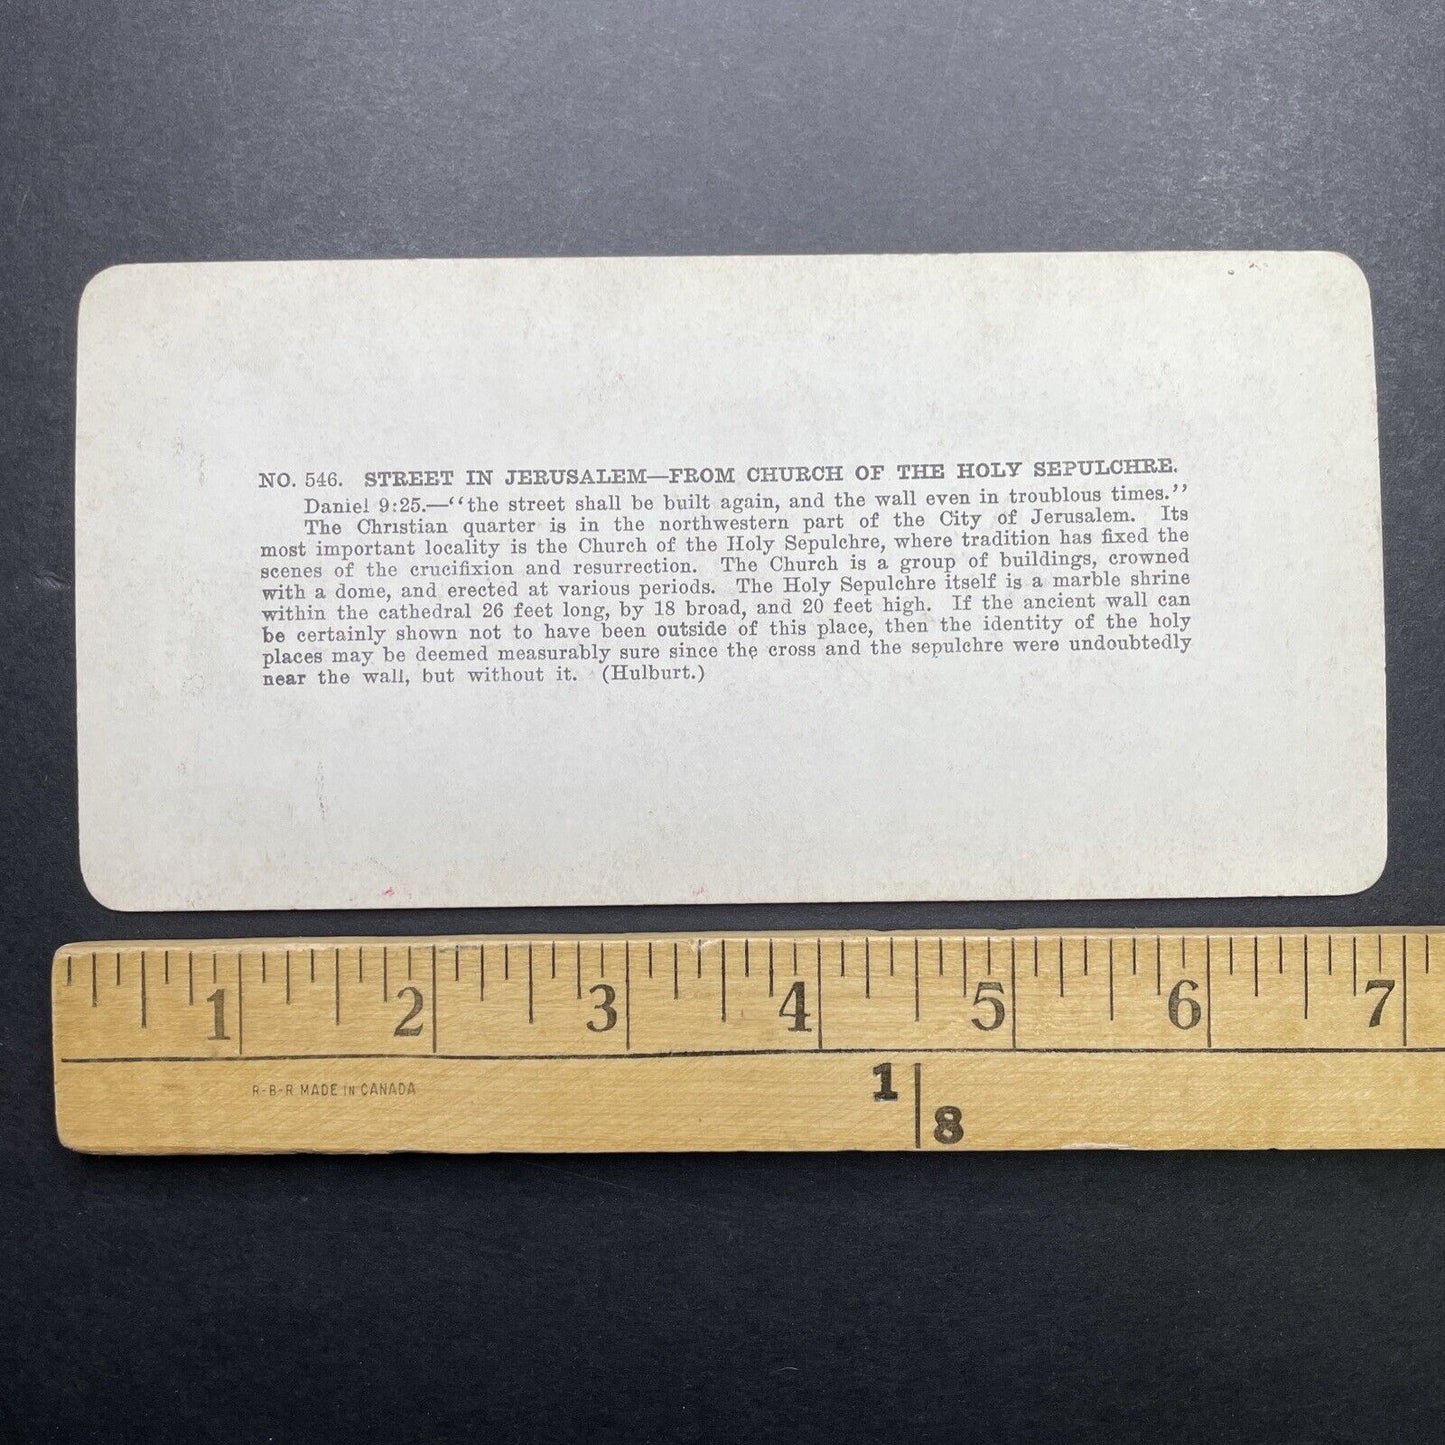 NO. 546. STREET IN JERUSALEM—FROM CHURCH OF THE HOLY SEPULCHRE.
Daniel 9:25.—‘‘the street shall be built again, and the wall even in troublous times.’’
The Christian quarter is in the northwestern part of the City of Jerusalem. Its
most important locality is the Church of the Holy Sepulchre, where tradition has fixed the
scenes of the crucifixion and resurrection. The Church is a group of buildings, crowned
with a dome, and erected at various periods. The Holy Sepulchre itself is a marble shrine
within the cathedral 26 feet long, by 18 broad, and 20 feet high. If the ancient wall can
be certainly shown not to have been outside of this place, then the identity of the holy
places may be deemed measurably sure since the cross and the sepulchre were undoubtedly
near the wall, but without it. (Hulburt.)
1 2 3 4 5 6 7
R-B-R MADE IN CANADA
1 8